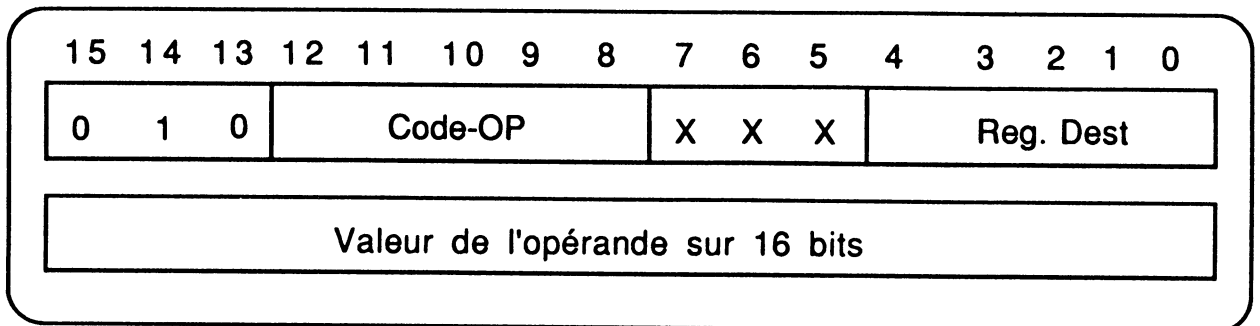 15 14 13 12 11 10 9 8 7 6 5 4 3 2 1 0
0 1 0 Code-OP X X X Reg. Dest
Valeur de l'opérande sur 16 bits